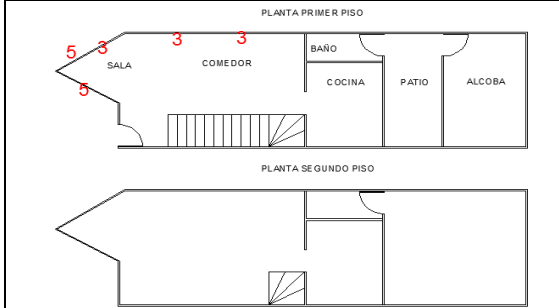 PLANTA PRIMER PISO
3 3
5 3
BAÑO
SALA COMEDOR
COCINA PATIO ALCOBA
5
PLANTA SEGUNDO PISO